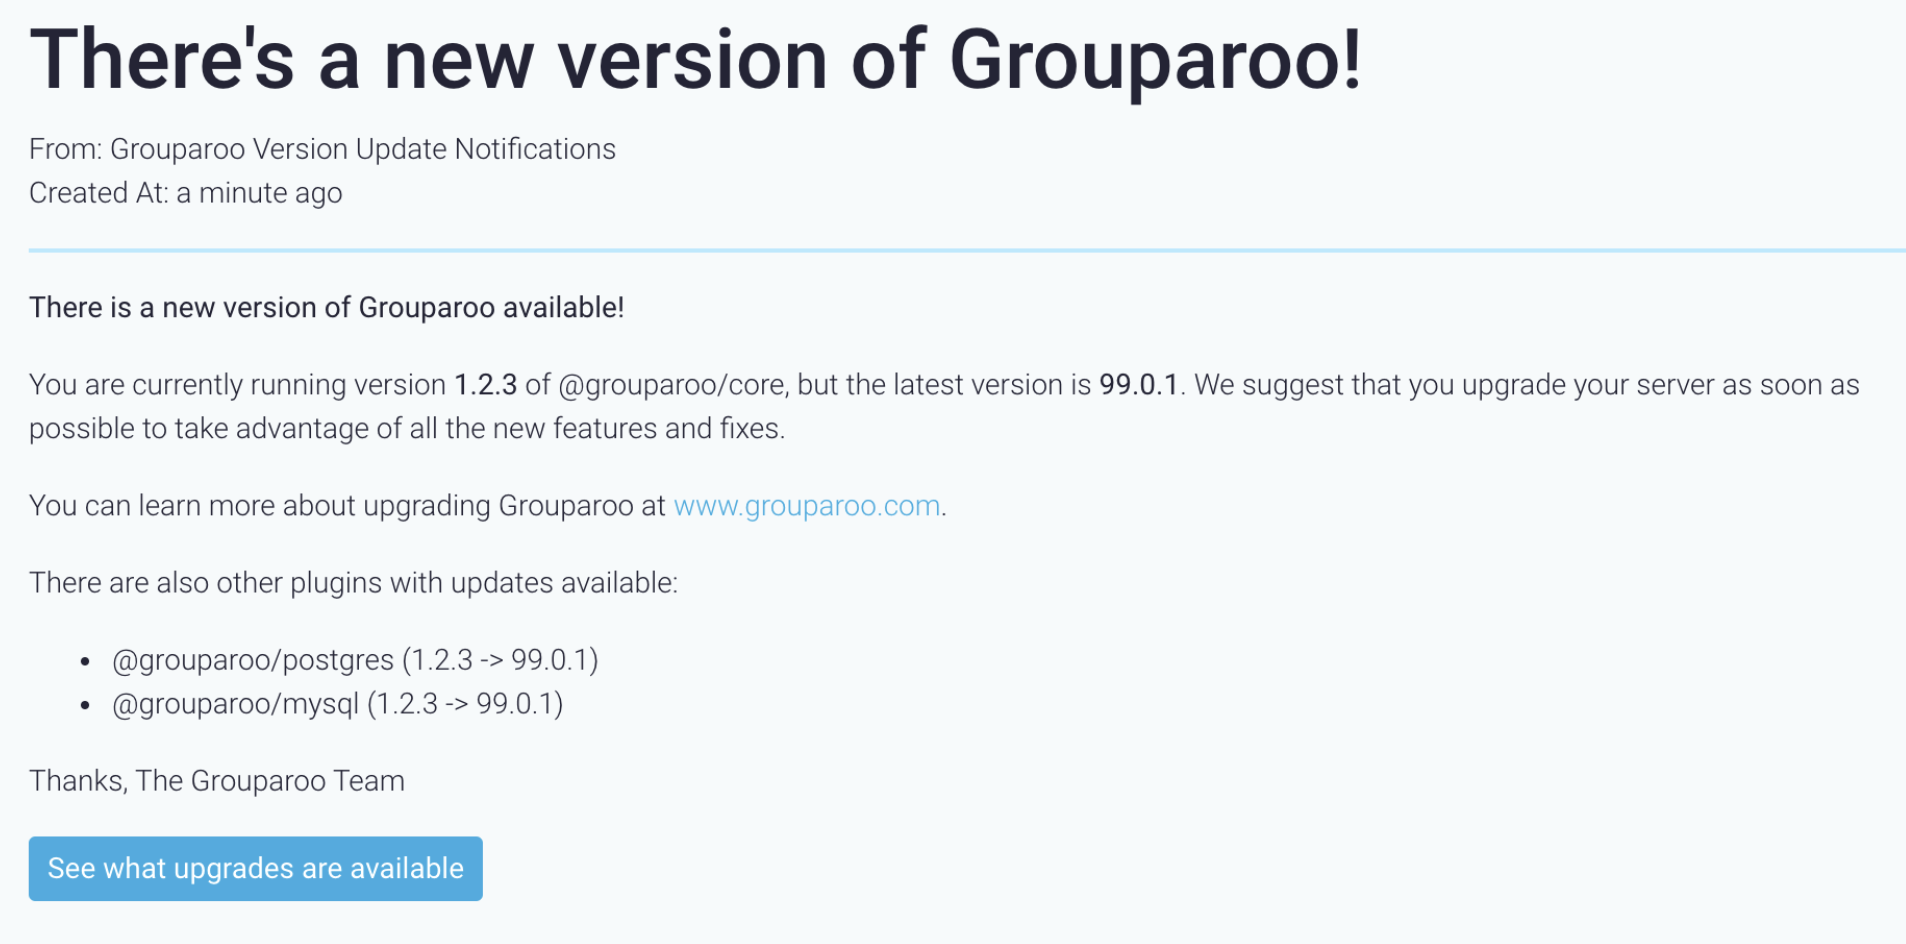 There's a new version of Grouparoo!
From: Grouparoo Version Update Notifications
Created At: a minute ago
There is a new version of Grouparoo available!
You are currently running version 1.2.3 of @grouparoo/core, but the latest version is 99.0.1. We suggest that you upgrade your server as soon as
possible to take advantage of all the new features and fixes.
You can learn more about upgrading Grouparoo at www.grouparoo.com.
There are also other plugins with updates available:
• @grouparoo/postgres (1.2.3 -> 99.0.1)
• @grouparoo/mysql (1.2.3 -> 99.0.1)
Thanks, The Grouparoo Team
See what upgrades are available